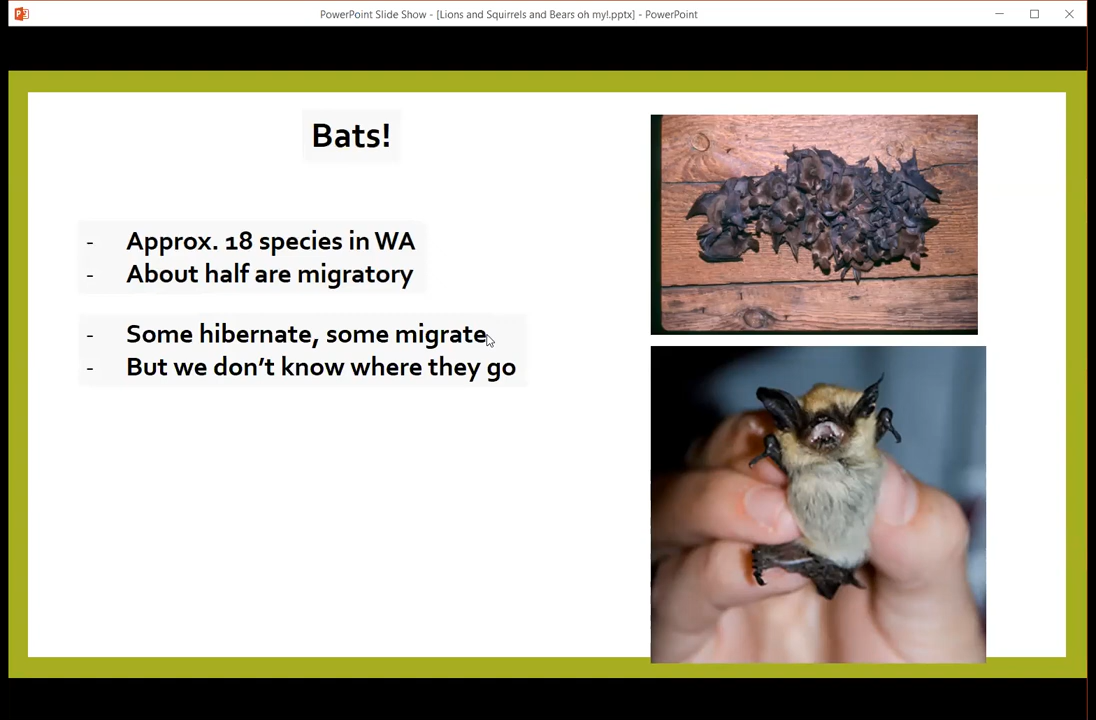 PowerPoint Slide Show - [Lions and Squirrels and Bears oh my!.pptx] - PowerPoint
Bats!
- Approx. 18 species in WA
- About half are migratory
- Some hibernate, some migrate
- But we don't know where they go